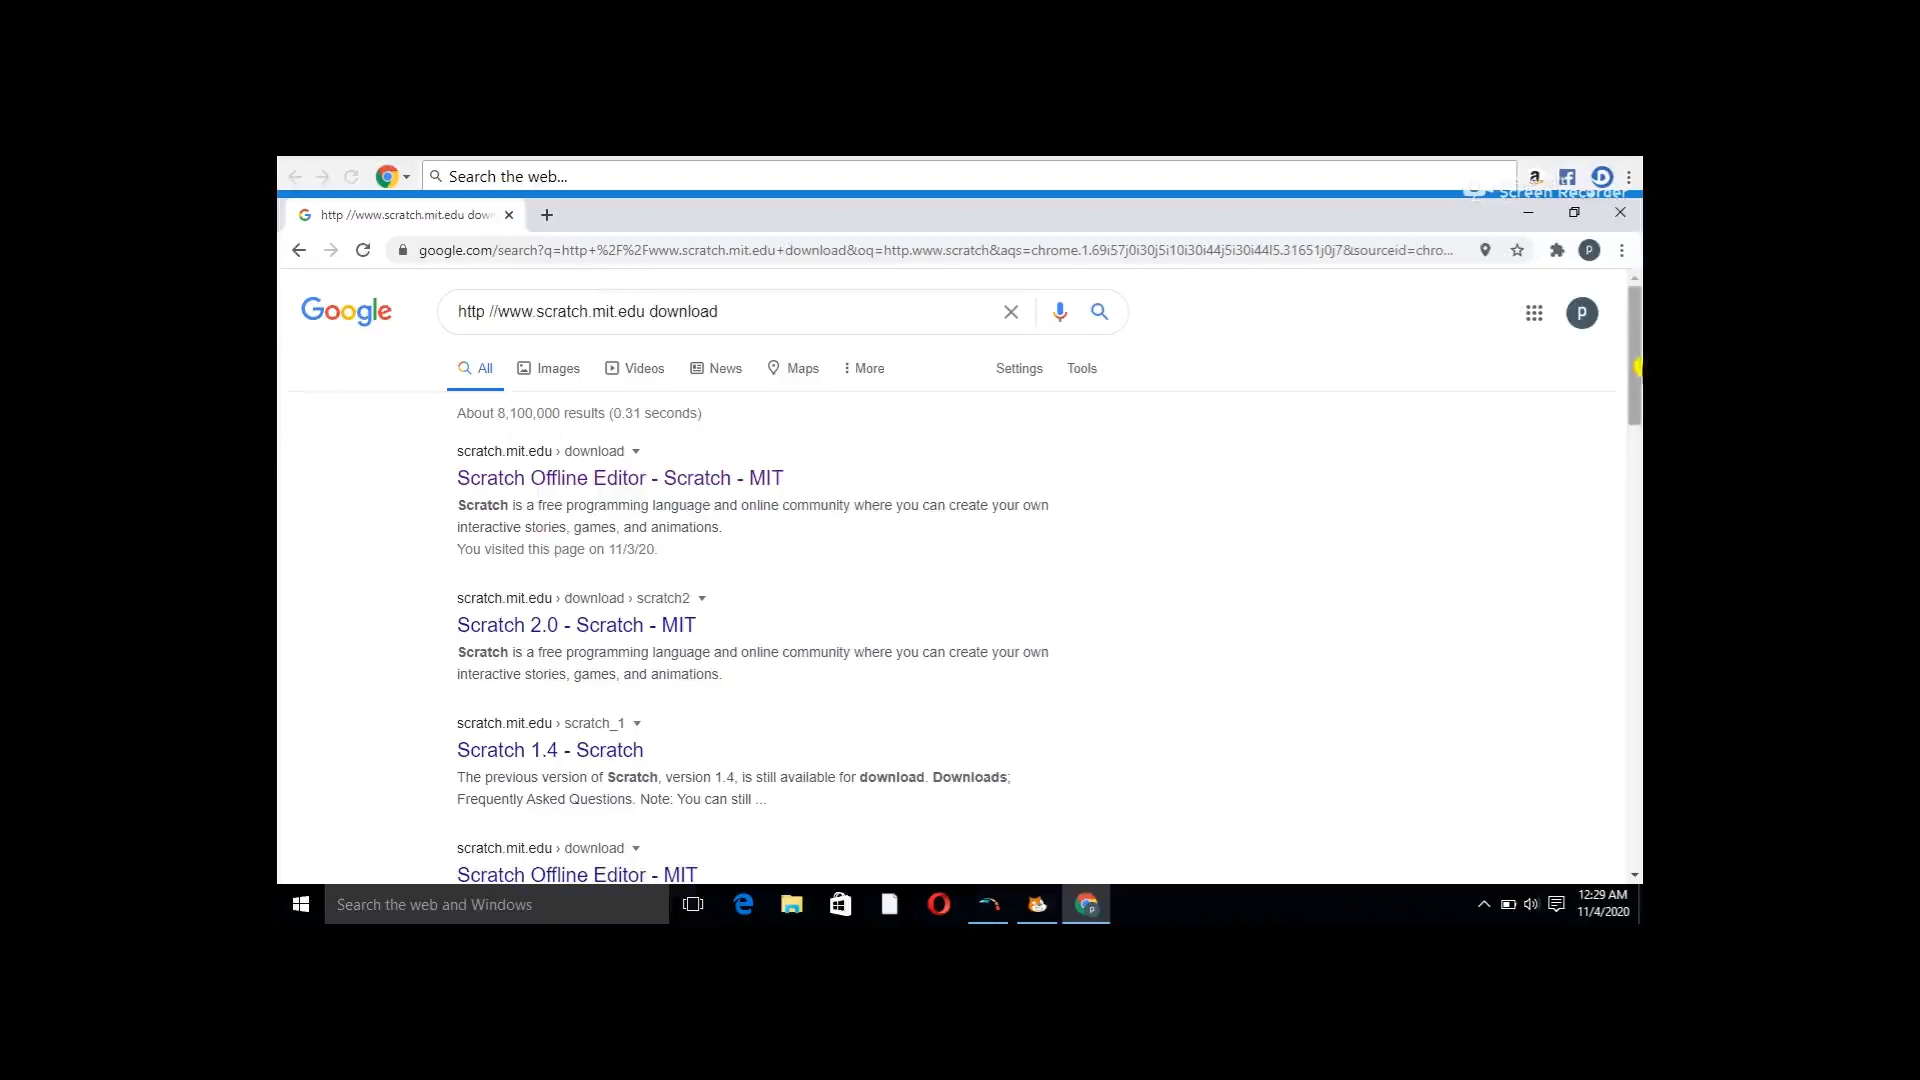 Search the web...
a
Screen Recorder
http //www.scratch.mit.edu dow
google.com/search?q=http+%2F%2Fwww.scratch.mit.edu+download&oq=http.www.scratch&aqs=chrome.1.69i57j0i30j5i10i30i44j5i30i44l5.31651j0j7&sourceid=chro...
P
Google
http //www.scratch.mit.edu download
P
All Images Videos News Maps More Settings Tools
About 8,100,000 results (0.31 seconds)
scratch.mit.edu › download
Scratch Offline Editor - Scratch - MIT
Scratch is a free programming language and online community where you can create your own
interactive stories, games, and animations.
You visited this page on 11/3/20.
scratch.mit.edu › download › scratch2
Scratch 2.0 - Scratch - MIT
Scratch is a free programming language and online community where you can create your own
interactive stories, games, and animations.
scratch.mit.edu › scratch_1
Scratch 1.4 - Scratch
The previous version of Scratch, version 1.4, is still available for download. Downloads;
Frequently Asked Questions. Note: You can still ...
scratch.mit.edu › download
Scratch Offline Editor - MIT
Search the web and Windows
12:29 AM
11/4/2020